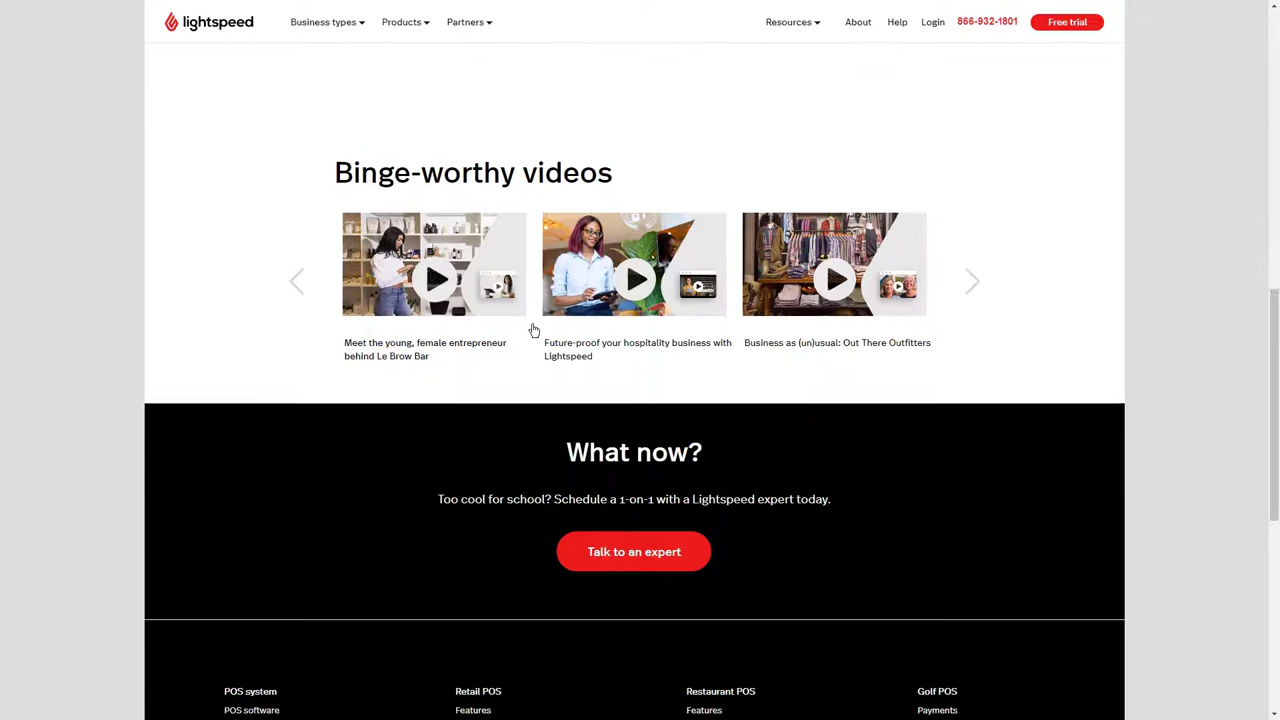 lightspeed
Business types
Products
Partners
Resources
About
Help
Login
866-932-1801
Free trial
Binge-worthy videos
Meet the young, female entrepreneur
behind Le Brow Bar
Future-proof your hospitality business with
Lightspeed
Business as (un)usual: Out There Outfitters
What now?
Too cool for school? Schedule a 1-on-1 with a Lightspeed expert today.
Talk to an expert
POS system
POS software
Retail POS
Features
Restaurant POS
Features
Golf POS
Payments